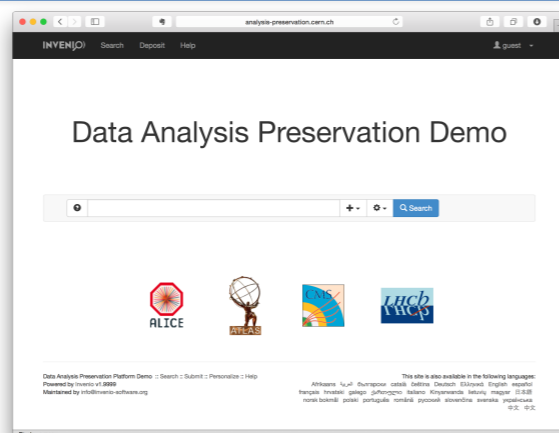 analysis-preservation.cern.ch
INVENIO Search Deposit Help guest
Data Analysis Preservation Demo
Search
ALICE ATLAS CMS LHCb
Data Analysis Preservation Platform Demo :: Search :: Submit :: Personalize :: Help
Powered by Invenio v1.9999
Maintained by info@invenio-software.org
This site is also available in the following languages:
Afrikaans العربية Български català čeština Deutsch Ελληνικά English español
français hrvatski galego ქართული italiano Kinyarwanda lietuvių magyar 日本語
norsk bokmål polski português română русский slovenčina svenska українська
中文 中文